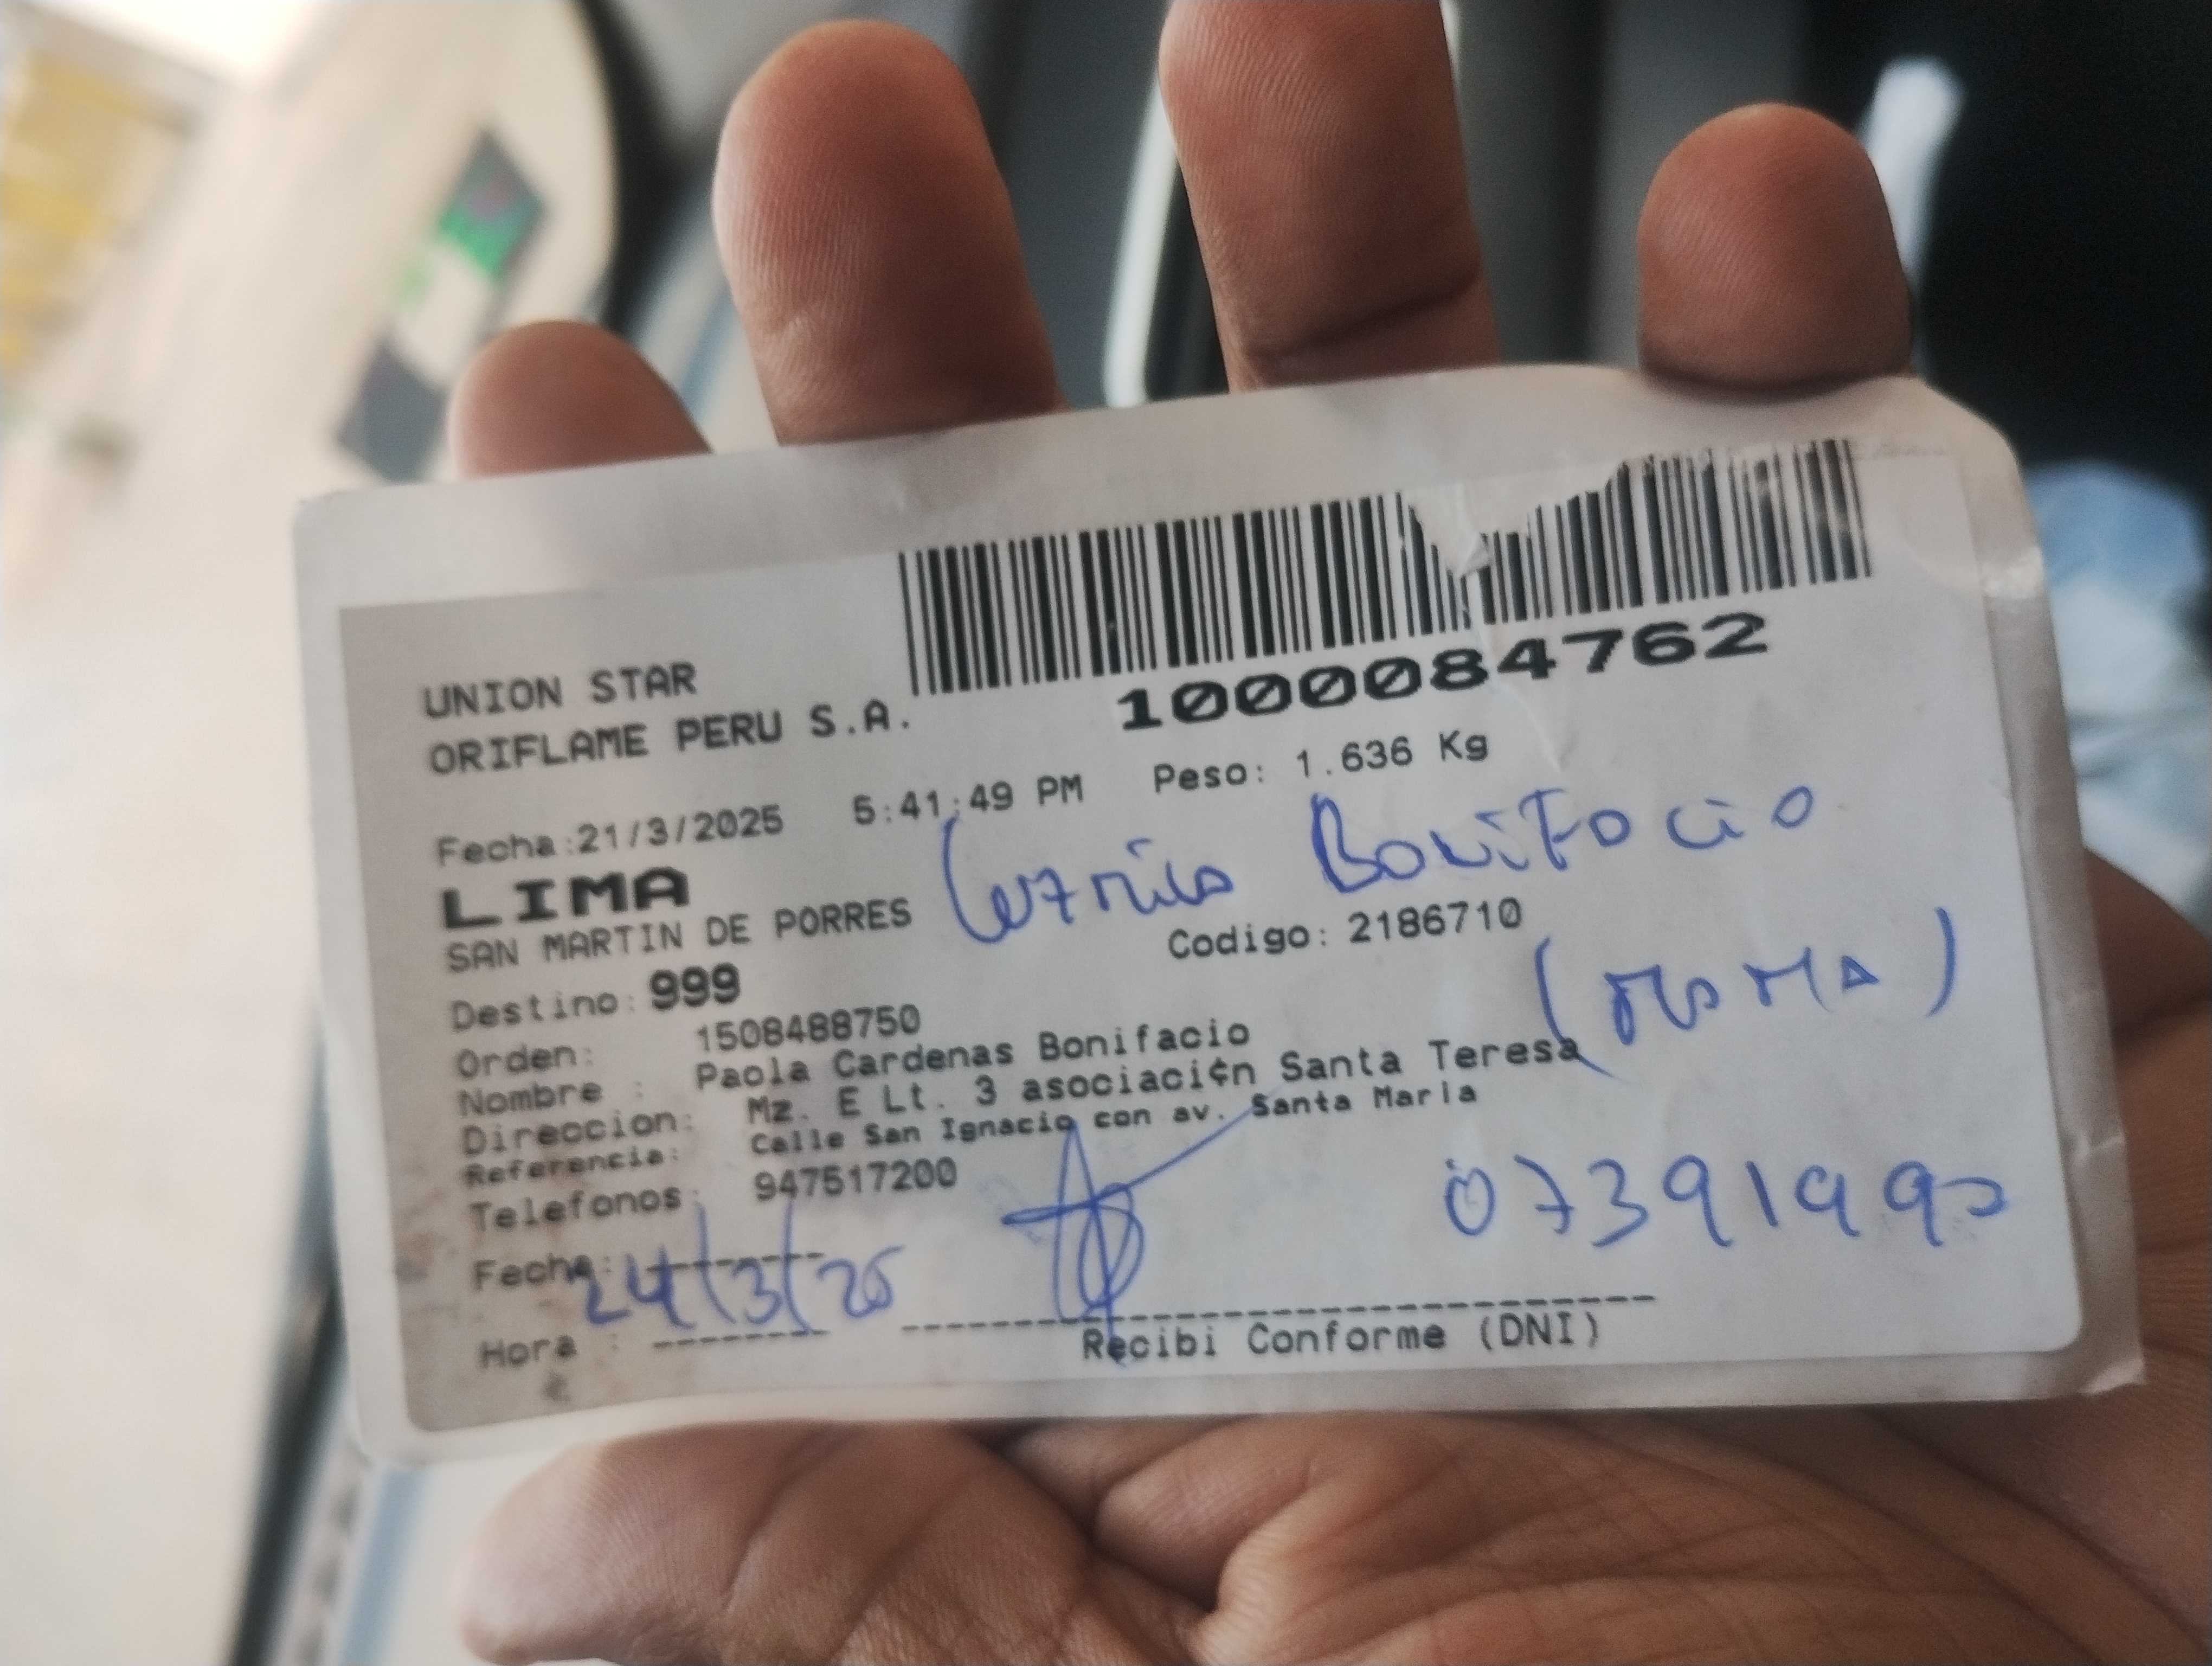 1000084762
UNION STAR
ORIFLAME PERU S.A.
Fecha:21/3/2025 5:41:49 PM Peso: 1.636 Kg
LIMA
Bonifacio
SAN MARTIN DE PORRES Codigo: 2186710
Destino: 999
Orden: 1508488750
Nombre : Paola Cardenas Bonifacio
Direccion: Mz. E Lt. 3 asociaci¢n Santa Teresa
Referencia: Calle San Ignacio con av. Santa Maria
Telefonos: 947517200
Fecha: 24/3/25
Hora :
Recibi Conforme (DNI)